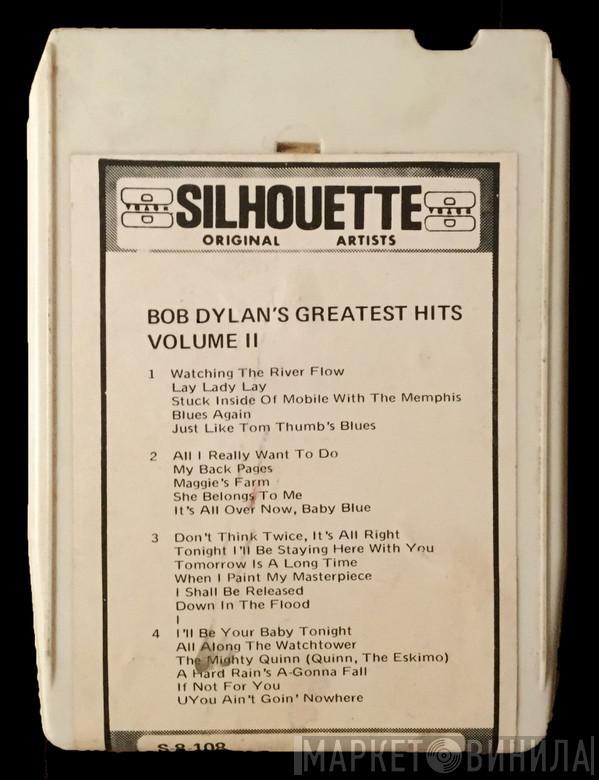 8 TRACK SILHOUETTE 8 TRACK
ORIGINAL ARTISTS
BOB DYLAN'S GREATEST HITS
VOLUME II
1 Watching The River Flow
Lay Lady Lay
Stuck Inside Of Mobile With The Memphis
Blues Again
Just Like Tom Thumb's Blues
2 All I Really Want To Do
My Back Pages
Maggie's Farm
She Belongs To Me
It's All Over Now, Baby Blue
3 Don't Think Twice, It's All Right
Tonight I'll Be Staying Here With You
Tomorrow Is A Long Time
When I Paint My Masterpiece
I Shall Be Released
Down In The Flood
I
4 I'll Be Your Baby Tonight
All Along The Watchtower
The Mighty Quinn (Quinn, The Eskimo)
A Hard Rain's A-Gonna Fall
If Not For You
UYou Ain't Goin' Nowhere
S-8-108
МАРКЕТ ВИНИЛА